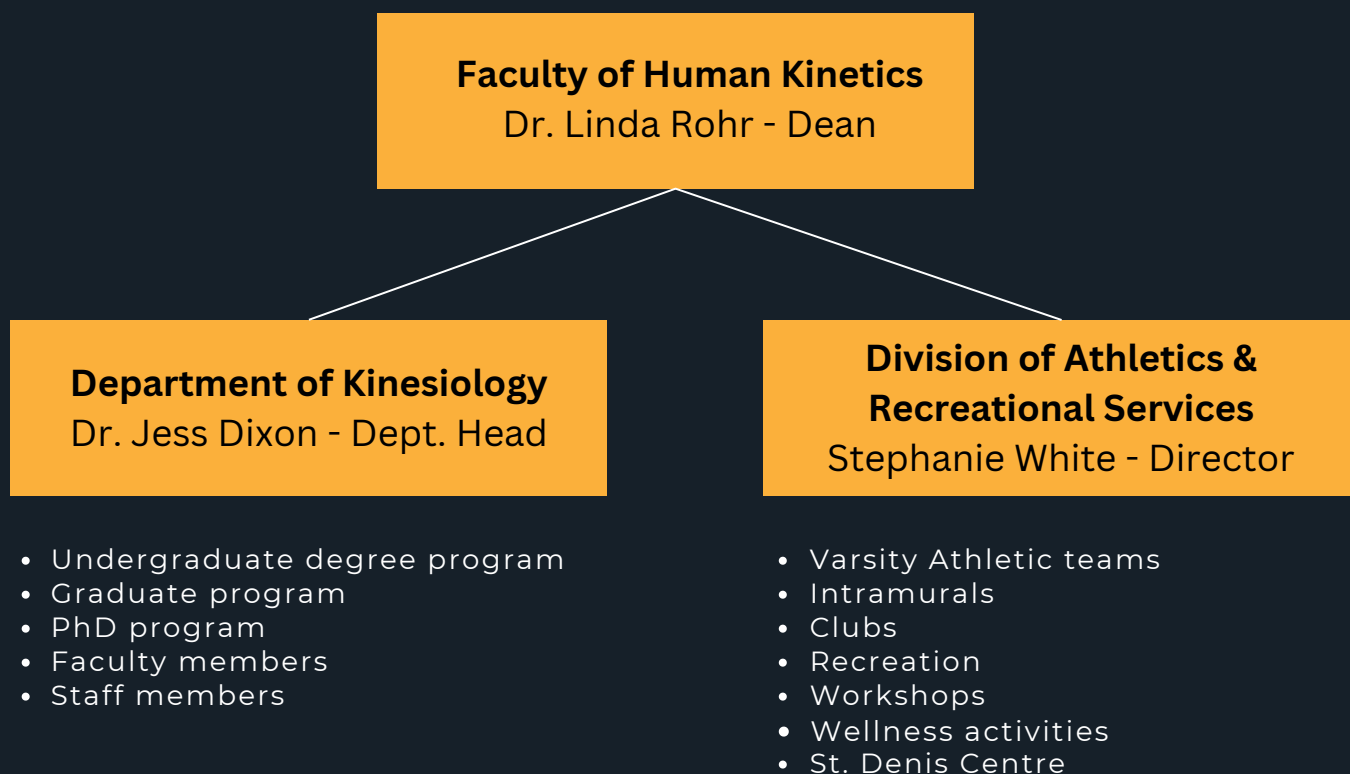 Faculty of Human Kinetics
Dr. Linda Rohr - Dean
Department of Kinesiology
Dr. Jess Dixon - Dept. Head
• Undergraduate degree program
• Graduate program
• PhD program
• Faculty members
• Staff members
Division of Athletics &
Recreational Services
Stephanie White - Director
• Varsity Athletic teams
• Intramurals
• Clubs
• Recreation
• Workshops
• Wellness activities
• St. Denis Centre